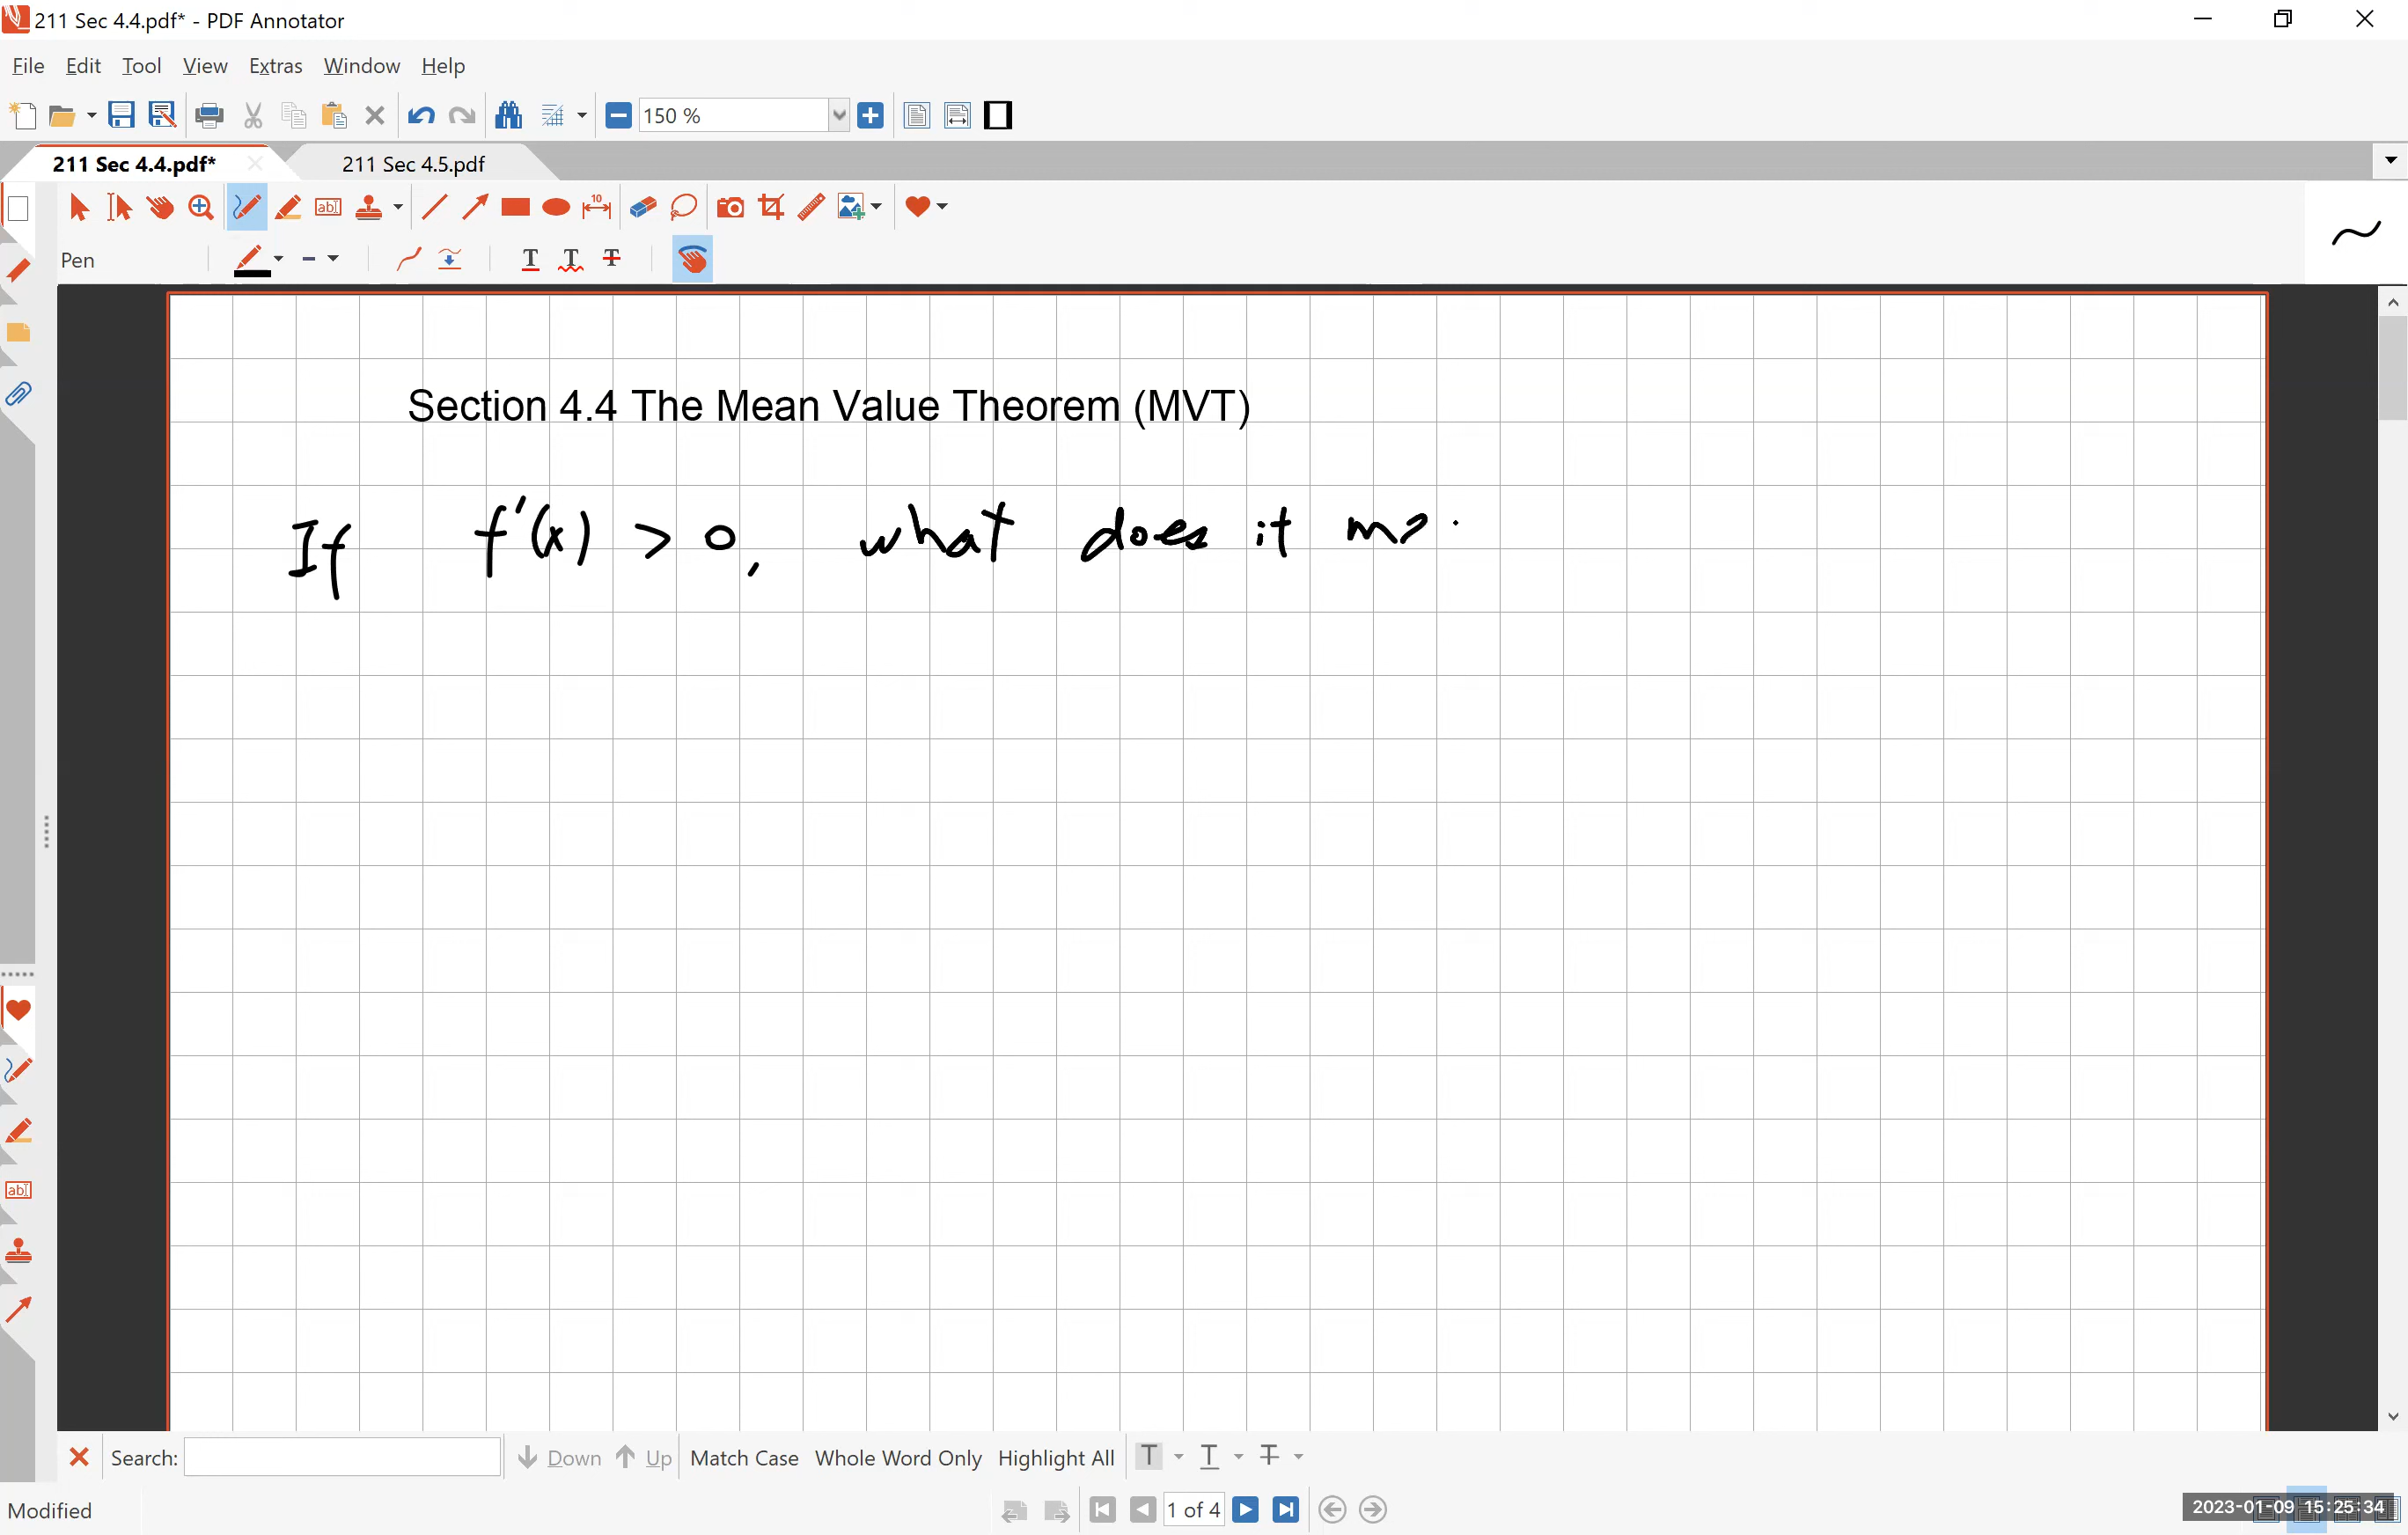 211 Sec 4.4.pdf* - PDF Annotator
File Edit Tool View Extras Window Help
150 %
211 Sec 4.4.pdf* 211 Sec 4.5.pdf
ab 10
Pen T T T
Section 4.4 The Mean Value Theorem (MVT)
If f'(x) > 0, what does it
ab
Search: Down Up Match Case Whole Word Only Highlight All T T T
Modified 1 of 4 2023-01-09 15:25:34